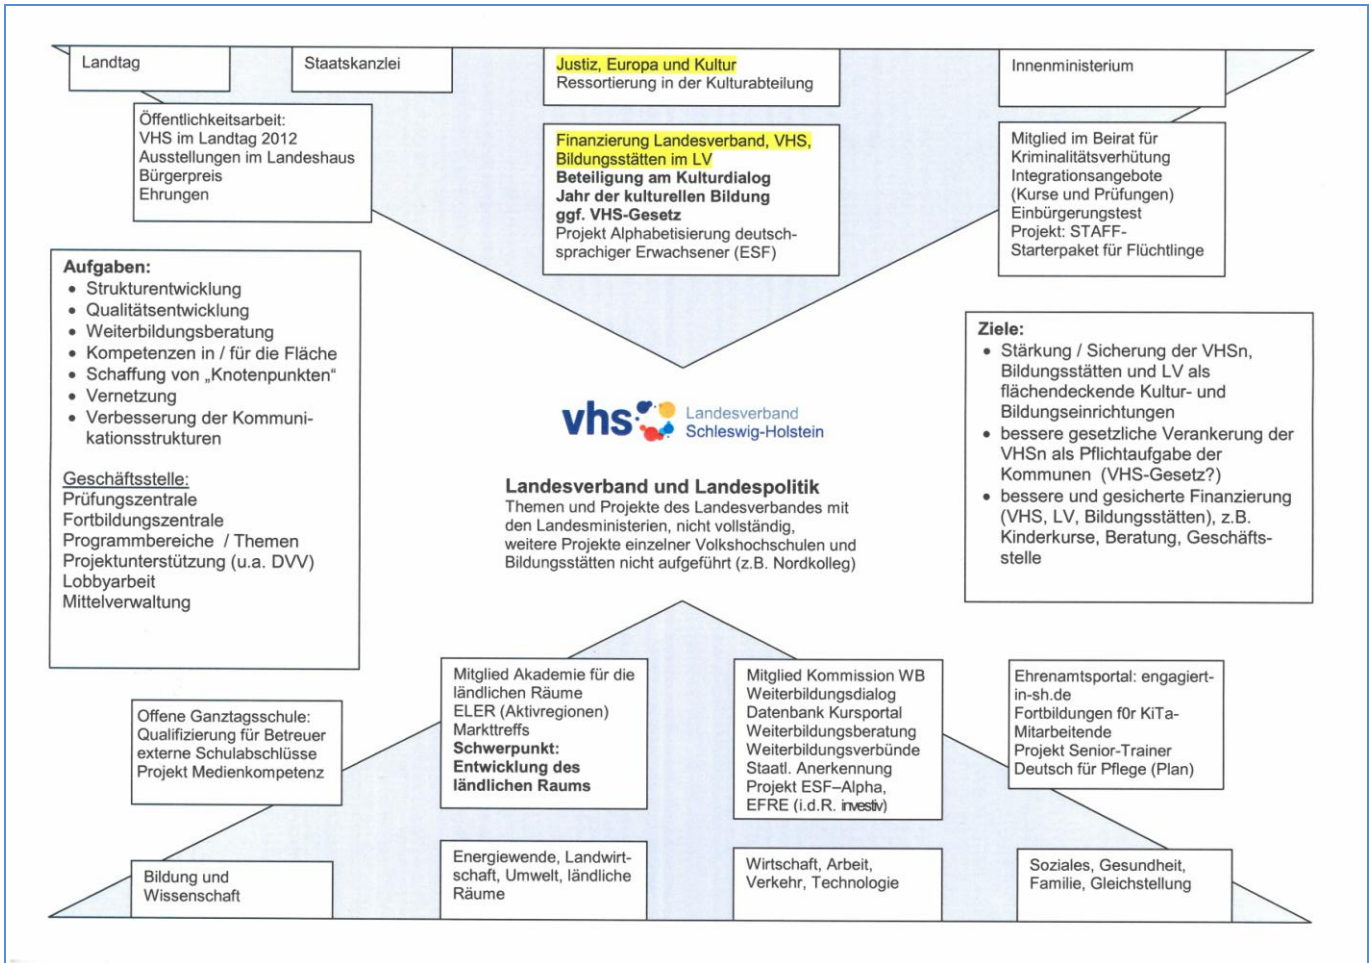 Landtag
Staatskanzlei
Justiz, Europa und Kultur
Ressortierung in der Kulturabteilung
Innenministerium
Öffentlichkeitsarbeit:
VHS im Landtag 2012
Ausstellungen im Landeshaus
Bürgerpreis
Ehrungen
Finanzierung Landesverband, VHS,
Bildungsstätten im LV
Beteiligung am Kulturdialog
Jahr der kulturellen Bildung
ggf. VHS-Gesetz
Projekt Alphabetisierung deutsch-
sprachiger Erwachsener (ESF)
Mitglied im Beirat für
Kriminalitätsverhütung
Integrationsangebote
(Kurse und Prüfungen)
Einbürgerungstest
Projekt: STAFF-
Starterpaket für Flüchtlinge
Aufgaben:
• Strukturentwicklung
• Qualitätsentwicklung
• Weiterbildungsberatung
• Kompetenzen in / für die Fläche
• Schaffung von „Knotenpunkten“
• Vernetzung
• Verbesserung der Kommuni-
kationsstrukturen
Geschäftsstelle:
Prüfungszentrale
Fortbildungszentrale
Programmbereiche / Themen
Projektunterstützung (u.a. DVV)
Lobbyarbeit
Mittelverwaltung
vhs
Landesverband
Schleswig-Holstein
Landesverband und Landespolitik
Themen und Projekte des Landesverbandes mit
den Landesministerien, nicht vollständig,
weitere Projekte einzelner Volkshochschulen und
Bildungsstätten nicht aufgeführt (z.B. Nordkolleg)
Ziele:
• Stärkung / Sicherung der VHSn,
Bildungsstätten und LV als
flächendeckende Kultur- und
Bildungseinrichtungen
• bessere gesetzliche Verankerung der
VHSn als Pflichtaufgabe der
Kommunen (VHS-Gesetz?)
• bessere und gesicherte Finanzierung
(VHS, LV, Bildungsstätten), z.B.
Kinderkurse, Beratung, Geschäfts-
stelle
Offene Ganztagsschule:
Qualifizierung für Betreuer
externe Schulabschlüsse
Projekt Medienkompetenz
Mitglied Akademie für die
ländlichen Räume
ELER (Aktivregionen)
Markttreffs
Schwerpunkt:
Entwicklung des
ländlichen Raums
Mitglied Kommission WB
Weiterbildungsdialog
Datenbank Kursportal
Weiterbildungsberatung
Weiterbildungsverbünde
Staatl. Anerkennung
Projekt ESF–Alpha,
EFRE (i.d.R. investiv)
Ehrenamtsportal: engagiert-
in-sh.de
Fortbildungen f0r KiTa-
Mitarbeitende
Projekt Senior-Trainer
Deutsch für Pflege (Plan)
Bildung und
Wissenschaft
Energiewende, Landwirt-
schaft, Umwelt, ländliche
Räume
Wirtschaft, Arbeit,
Verkehr, Technologie
Soziales, Gesundheit,
Familie, Gleichstellung